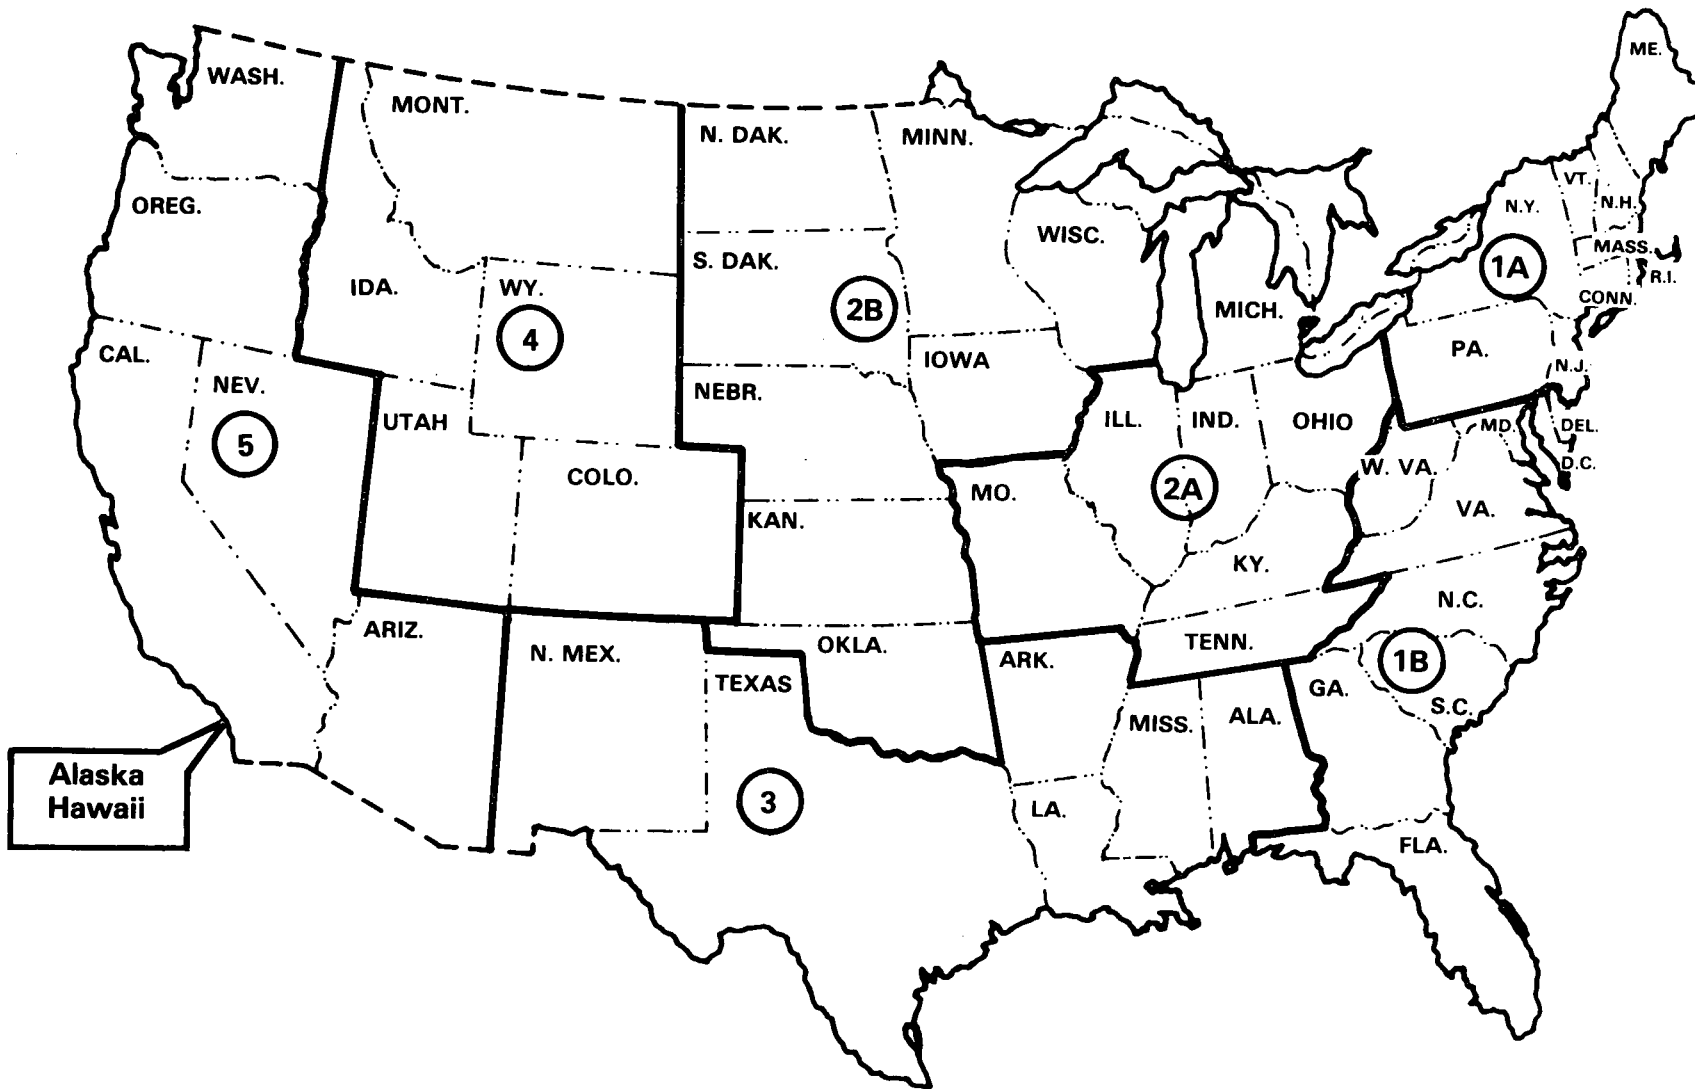 WASH.
MONT.
N. DAK.
MINN.
ME.
VT.
N.H.
N.Y.
OREG.
WISC.
MASS.
R.I.
S. DAK.
1A
IDA.
WY.
2B
MICH.
CONN.
4
CAL.
IOWA
PA.
N.J.
NEV.
NEBR.
UTAH
ILL.
IND.
OHIO
MD.
DEL.
5
COLO.
W. VA.
D.C.
MO.
2A
KAN.
VA.
KY.
N.C.
ARIZ.
N. MEX.
OKLA.
ARK.
TENN.
1B
TEXAS
GA.
S.C.
MISS.
ALA.
Alaska
Hawaii
3
LA.
FLA.